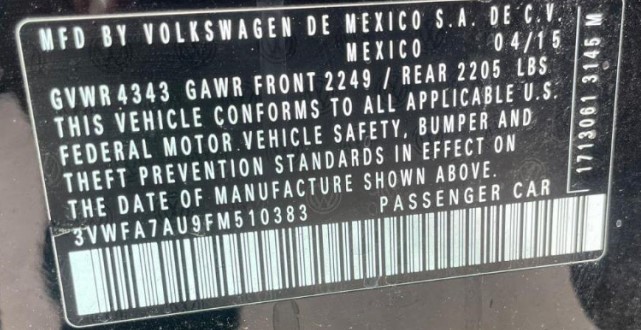 MFD BY VOLKSWAGEN DE MEXICO S.A. DE C.V.
MEXICO 04/15
GVWR 4343 GAWR FRONT 2249 / REAR 2205 LBS
THIS VEHICLE CONFORMS TO ALL APPLICABLE U.S.
FEDERAL MOTOR VEHICLE SAFETY, BUMPER AND
THEFT PREVENTION STANDARDS IN EFFECT ON
THE DATE OF MANUFACTURE SHOWN ABOVE.
3VWFA7AU9FM510383 PASSENGER CAR
1713061 3145 M